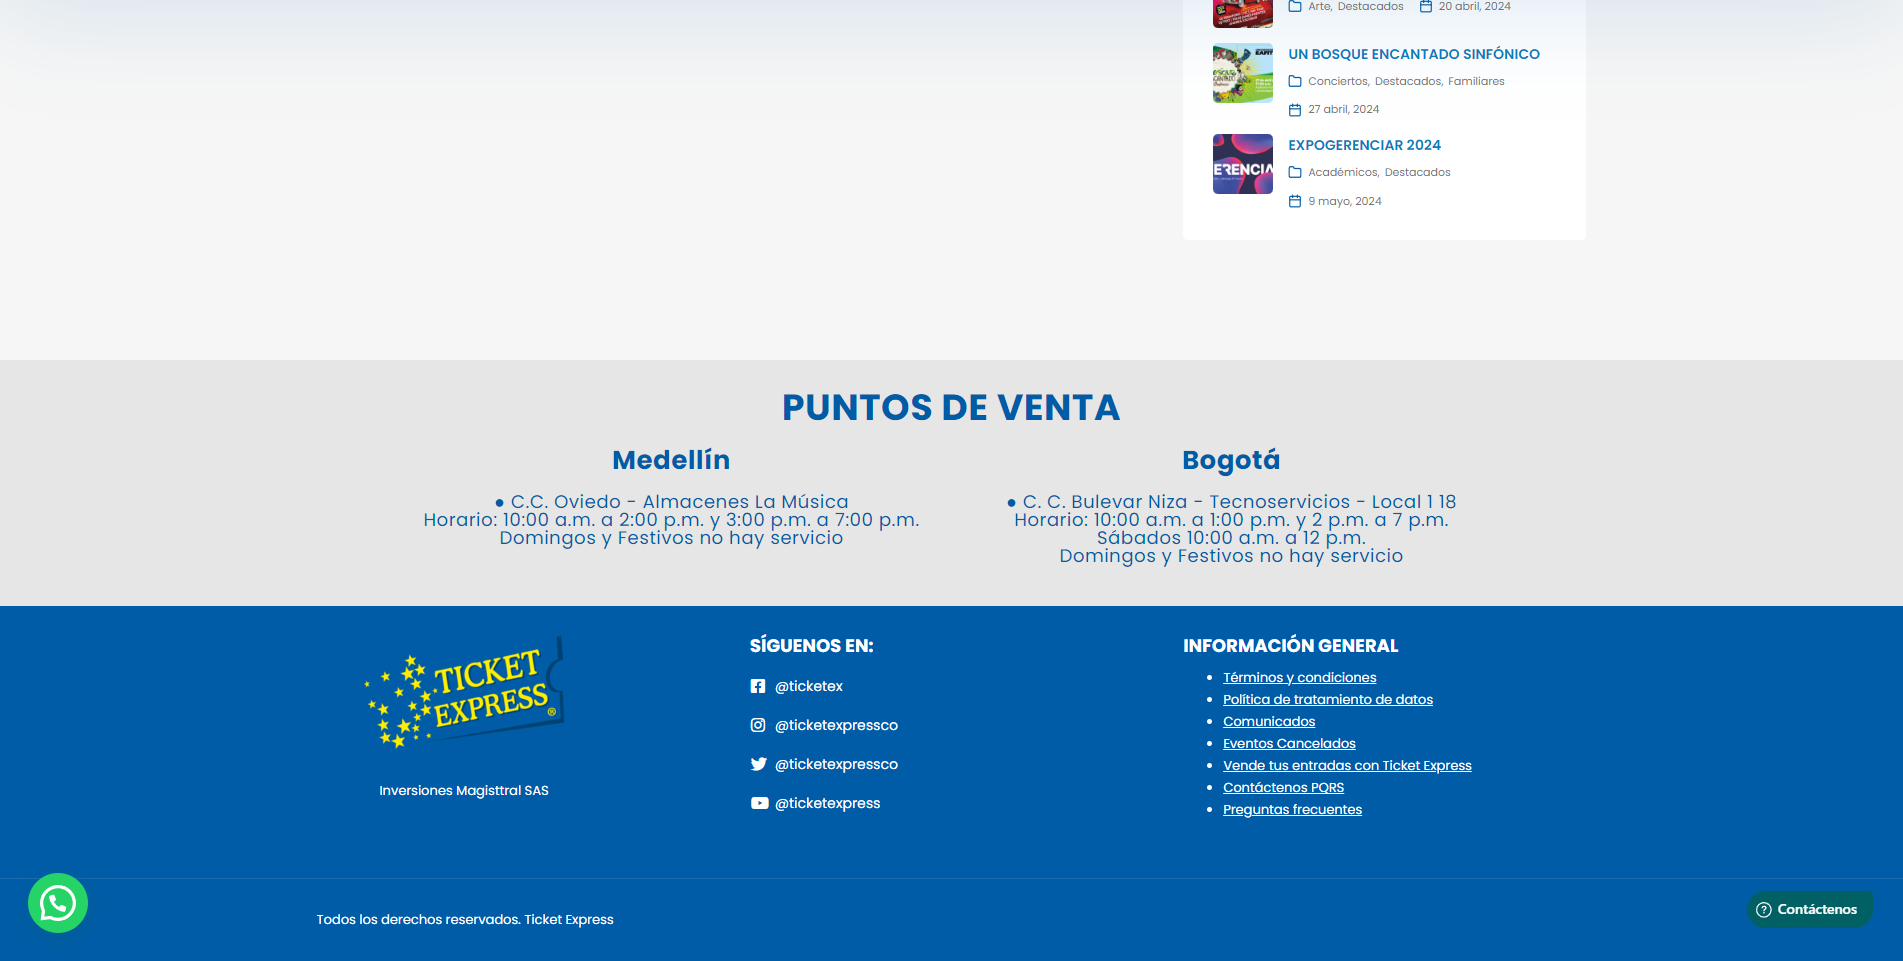 Arte, Destacados 20 abril, 2024
UN BOSQUE ENCANTADO SINFÓNICO
Conciertos, Destacados, Familiares
27 abril, 2024
ERENCIA
EXPOGERENCIAR 2024
Académicos, Destacados
9 mayo, 2024
PUNTOS DE VENTA
Medellín
● C.C. Oviedo - Almacenes La Música
Horario: 10:00 a.m. a 2:00 p.m. y 3:00 p.m. a 7:00 p.m.
Domingos y Festivos no hay servicio
Bogotá
● C. C. Bulevar Niza - Tecnoservicios - Local 1 18
Horario: 10:00 a.m. a 1:00 p.m. y 2 p.m. a 7 p.m.
Sábados 10:00 a.m. a 12 p.m.
Domingos y Festivos no hay servicio
TICKET
EXPRESS®
Inversiones Magisttral SAS
SÍGUENOS EN:
@ticketex
@ticketexpressco
@ticketexpressco
@ticketexpress
INFORMACIÓN GENERAL
• Términos y condiciones
• Política de tratamiento de datos
• Comunicados
• Eventos Cancelados
• Vende tus entradas con Ticket Express
• Contáctenos PQRS
• Preguntas frecuentes
Todos los derechos reservados. Ticket Express
Contáctenos